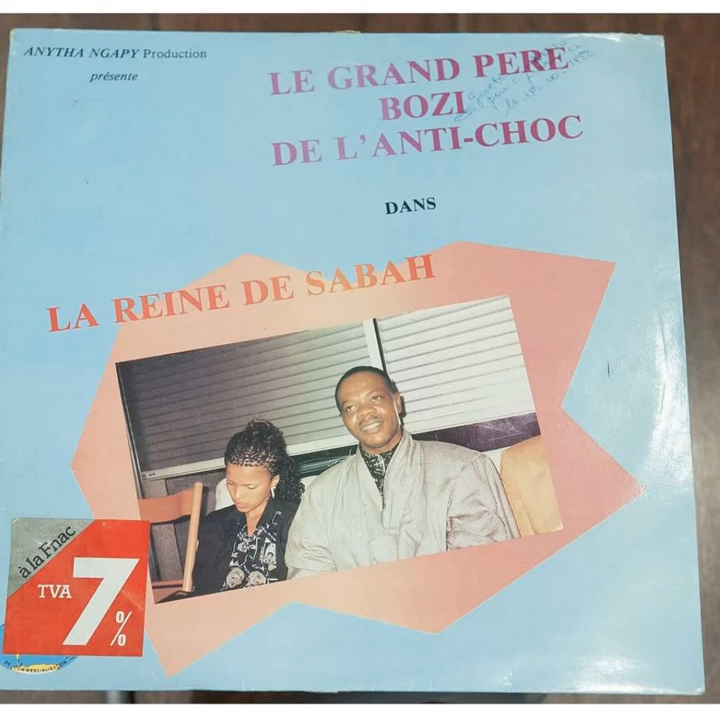 ANYTHA NGAPY Production
présente
LE GRAND PERE
BOZI
DE L'ANTI-CHOC
DANS
LA REINE DE SABAH
à la Fnac
TVA 7%